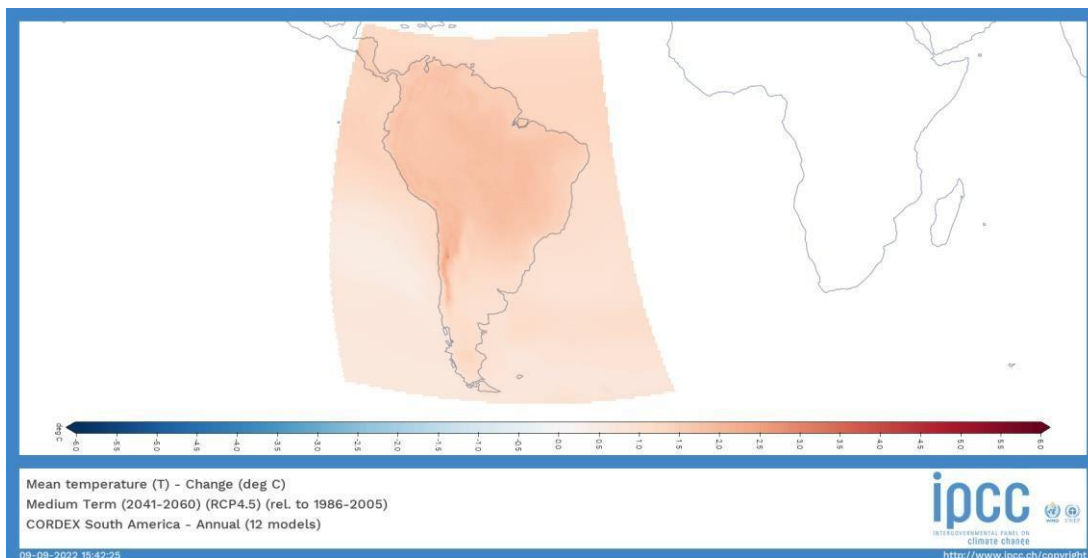 deg C
-6.0 -5.5 -5.0 -4.5 -4.0 -3.5 -3.0 -2.5 -2.0 -1.5 -1.0 -0.5 0.0 0.5 1.0 1.5 2.0 2.5 3.0 3.5 4.0 4.5 5.0 5.5 6.0
Mean temperature (T) - Change (deg C)
Medium Term (2041-2060) (RCP4.5) (rel. to 1986-2005)
CORDEX South America - Annual (12 models)
ipcc
INTERGOVERNMENTAL PANEL ON
climate change
WMO UNEP
09-09-2022 15:42:25
http://www.ipcc.ch/copyright